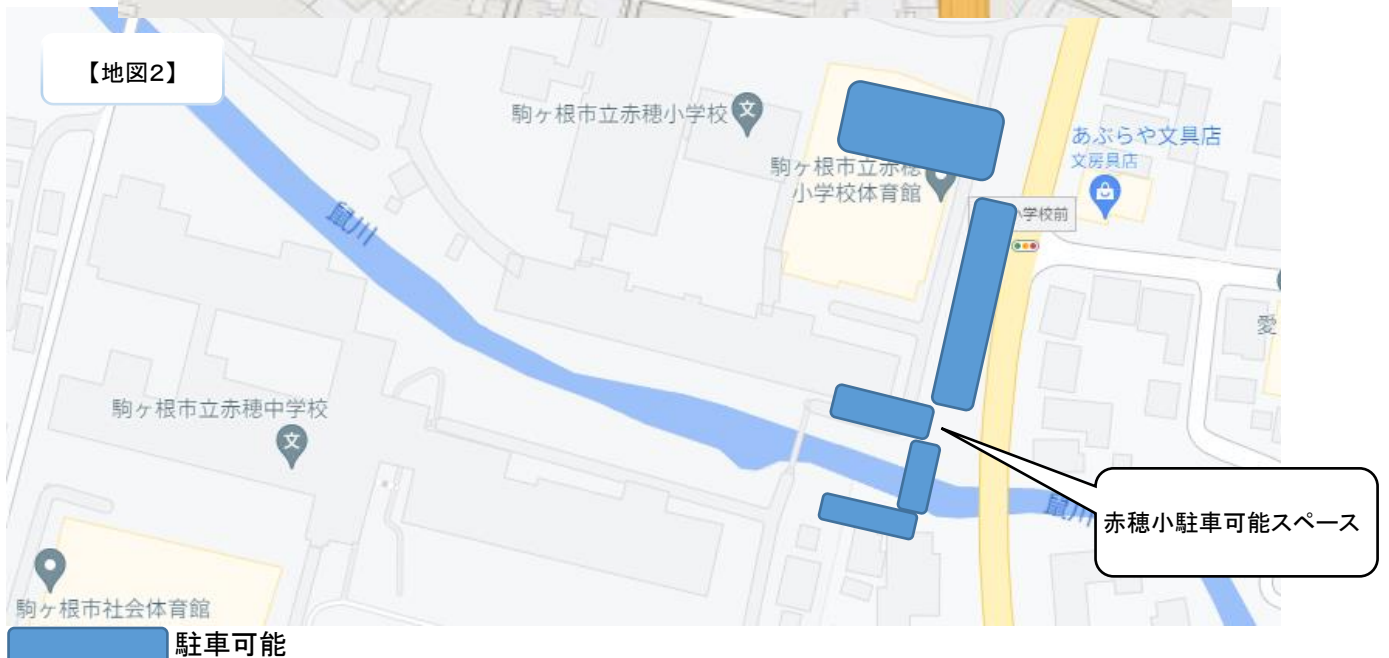 【地図2】
駒ヶ根市立赤穂小学校
駒ヶ根市立赤穂
小学校体育館
あぶらや文具店
文房具店
小学校前
鼠川
愛
駒ヶ根市立赤穂中学校
鼠川
赤穂小駐車可能スペース
駒ヶ根市社会体育館
駐車可能